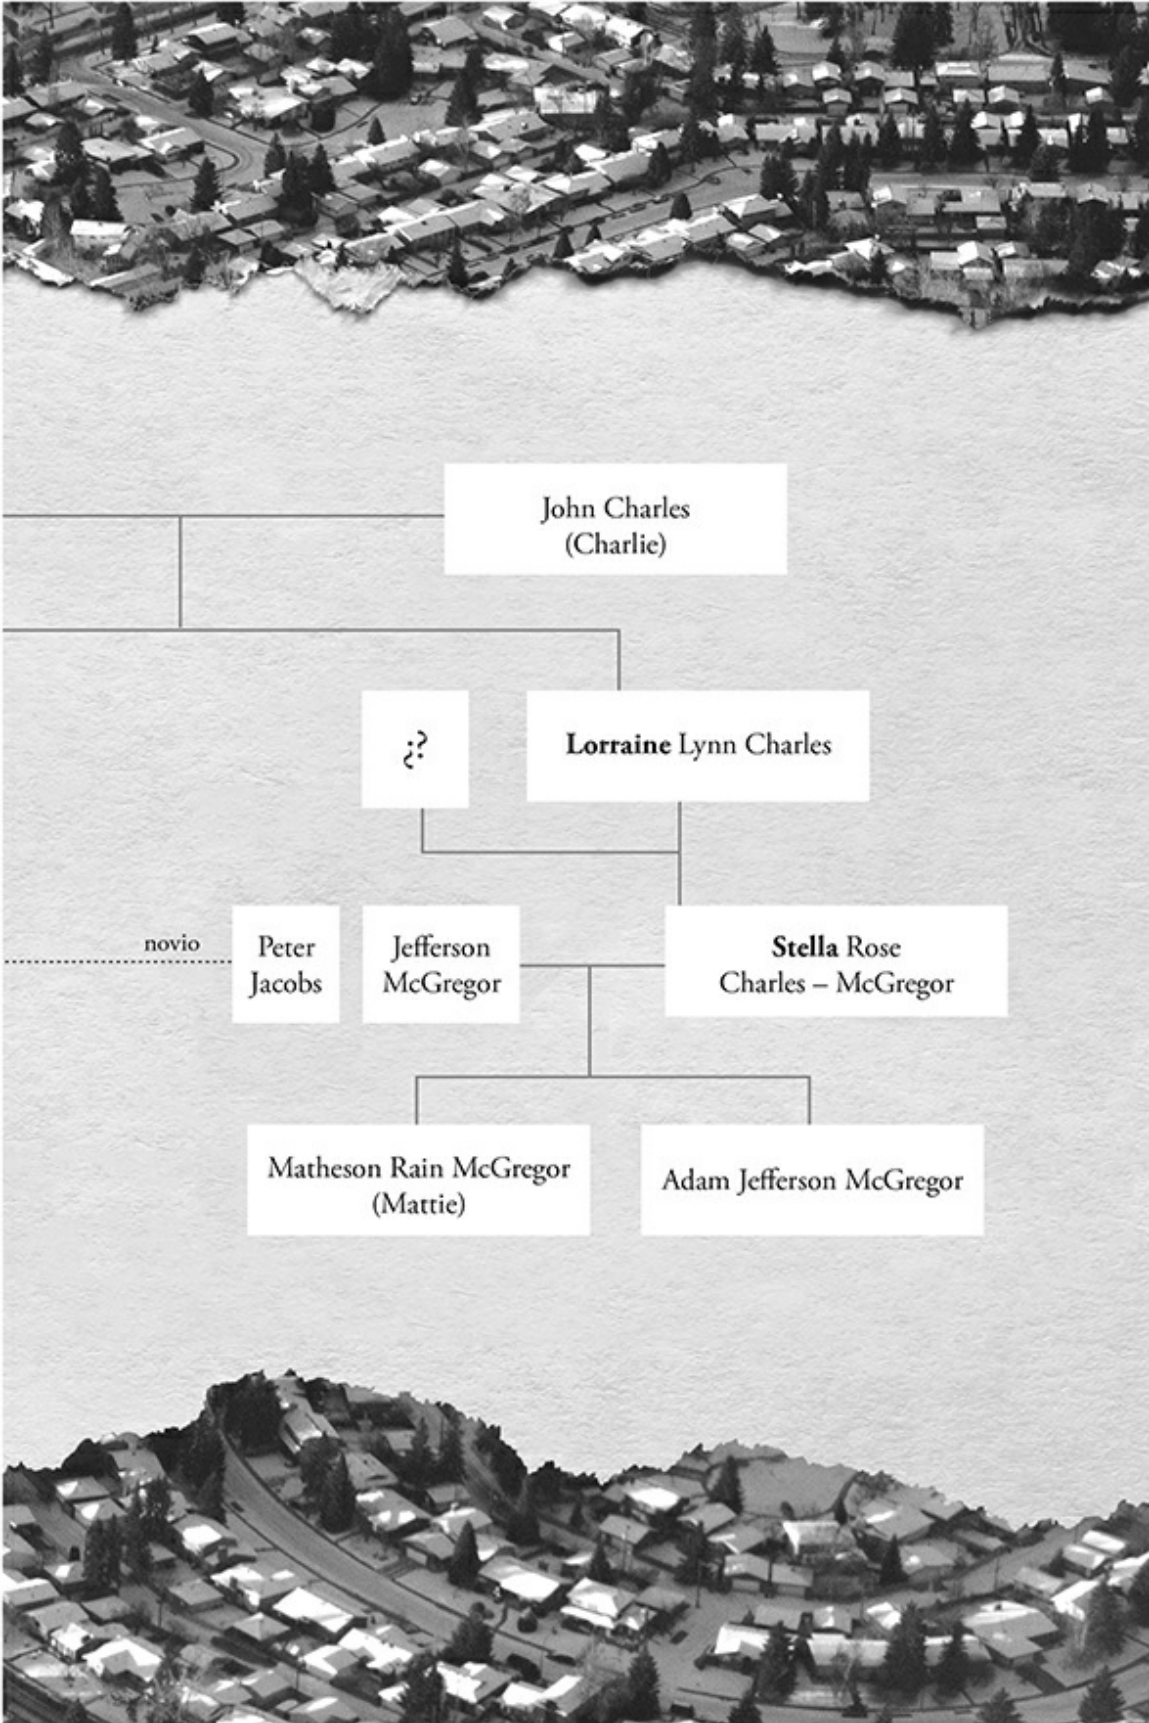 John Charles
(Charlie)
¿?
Lorraine Lynn Charles
novio
Peter
Jacobs
Jefferson
McGregor
Stella Rose
Charles – McGregor
Matheson Rain McGregor
(Mattie)
Adam Jefferson McGregor